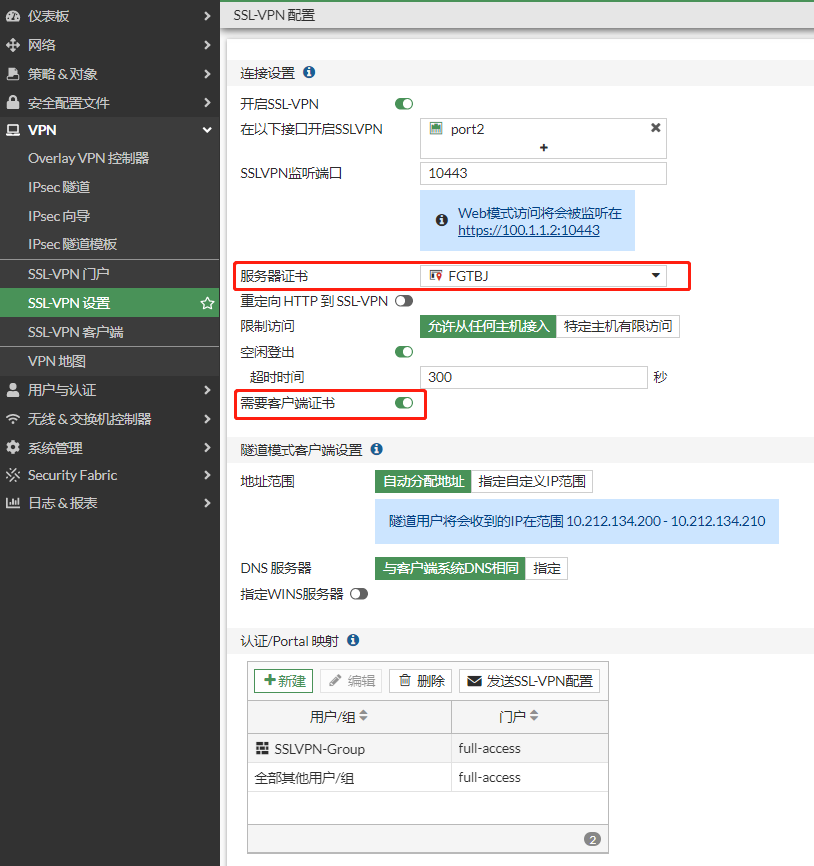 仪表板
网络
策略 & 对象
安全配置文件
VPN
Overlay VPN 控制器
IPsec 隧道
IPsec 向导
IPsec 隧道模板
SSL-VPN 门户
SSL-VPN 设置
SSL-VPN 客户端
VPN 地图
用户与认证
无线 & 交换机控制器
系统管理
Security Fabric
日志 & 报表
SSL-VPN 配置
连接设置
开启SSL-VPN
在以下接口开启SSLVPN port2
SSLVPN监听端口 10443
Web模式访问将会被监听在
https://100.1.1.2:10443
服务器证书 FGTBJ
重定向 HTTP 到 SSL-VPN
限制访问 允许从任何主机接入 特定主机有限访问
空闲登出
超时时间 300 秒
需要客户端证书
隧道模式客户端设置
地址范围 自动分配地址 指定自定义IP范围
隧道用户将会收到的IP在范围 10.212.134.200 - 10.212.134.210
DNS 服务器 与客户端系统DNS相同 指定
指定WINS服务器
认证/Portal 映射
新建 编辑 删除 发送SSL-VPN配置
用户/组 门户
SSLVPN-Group full-access
全部其他用户/组 full-access
2